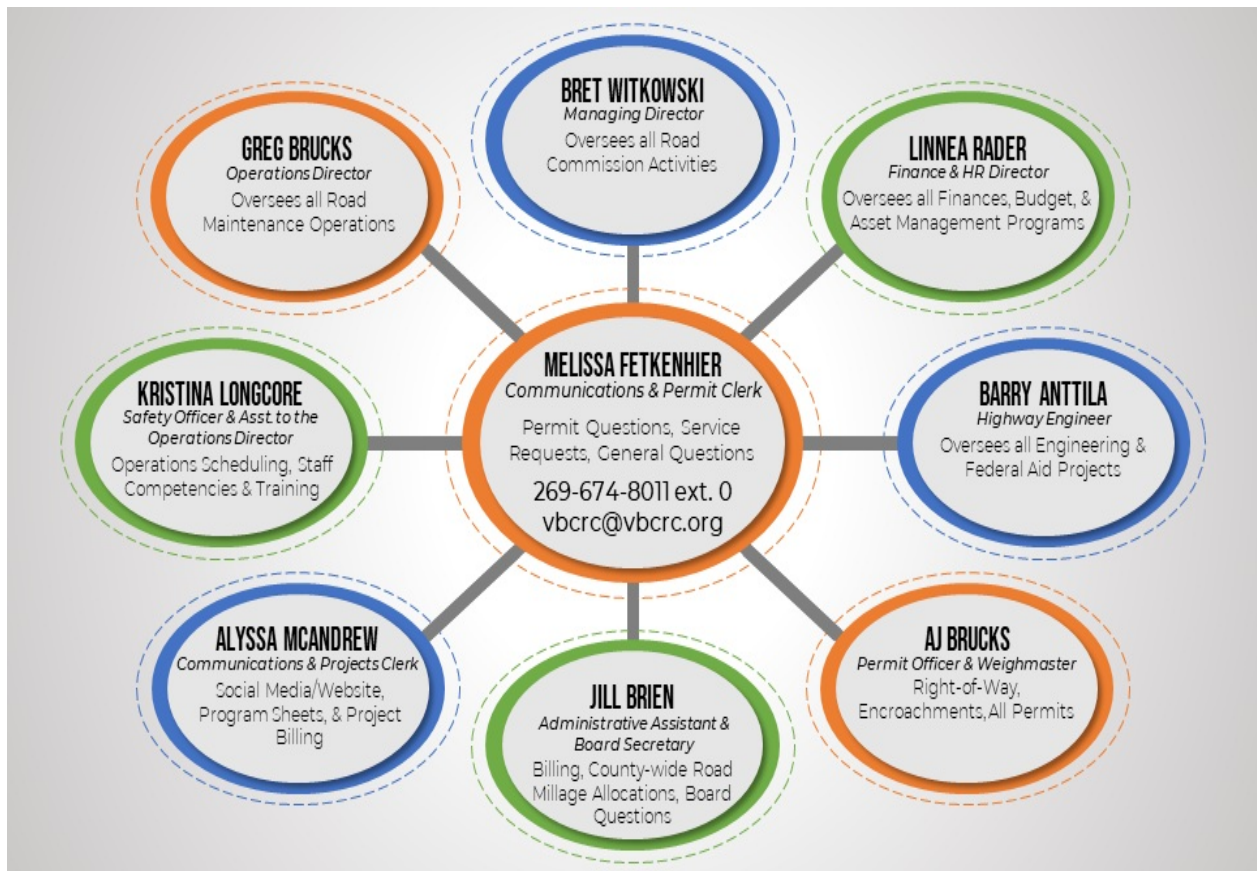 BRET WITKOWSKI
Managing Director
Oversees all Road
Commission Activities
GREG BRUCKS
Operations Director
Oversees all Road
Maintenance Operations
LINNEA RADER
Finance & HR Director
Oversees all Finances, Budget, &
Asset Management Programs
KRISTINA LONGCORE
Safety Officer & Asst. to the
Operations Director
Operations Scheduling, Staff
Competencies & Training
MELISSA FETKENHIER
Communications & Permit Clerk
Permit Questions, Service
Requests, General Questions
269-674-8011 ext. 0
vbcrc@vbcrc.org
BARRY ANTTILA
Highway Engineer
Oversees all Engineering &
Federal Aid Projects
ALYSSA MCANDREW
Communications & Projects Clerk
Social Media/Website,
Program Sheets, & Project
Billing
JILL BRIEN
Administrative Assistant &
Board Secretary
Billing, County-wide Road
Millage Allocations, Board
Questions
AJ BRUCKS
Permit Officer & Weighmaster
Right-of-Way,
Encroachments, All Permits